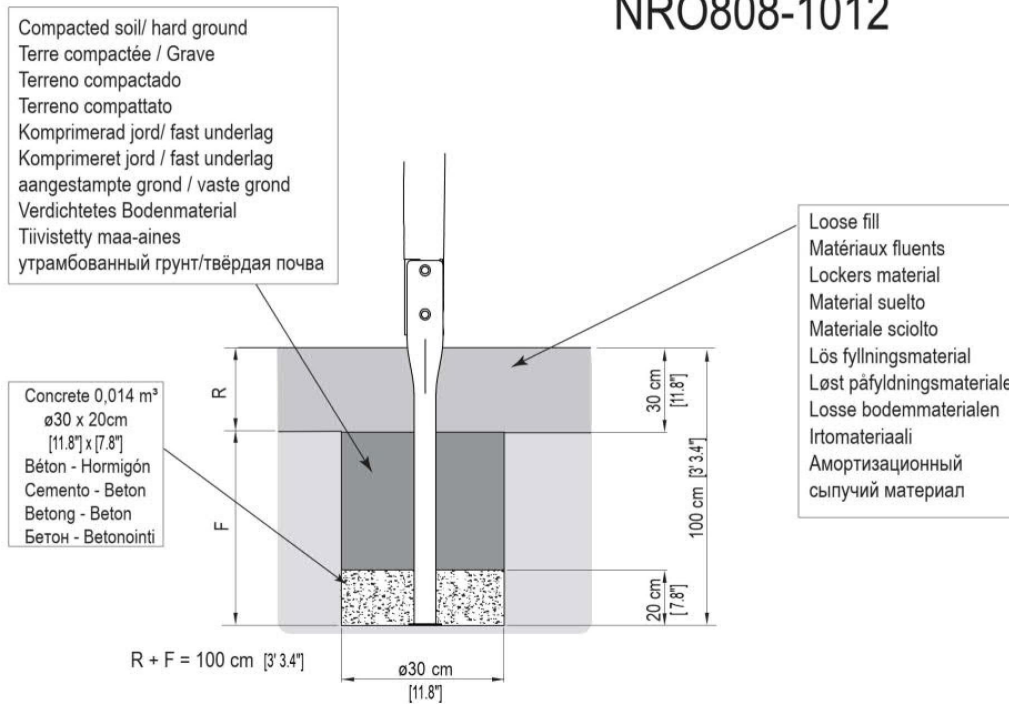 NRO808-1012
Compacted soil/ hard ground
Terre compactée / Grave
Terreno compactado
Terreno compattato
Komprimerad jord/ fast underlag
Komprimeret jord / fast underlag
aangestampte grond / vaste grond
Verdichtetes Bodenmaterial
Tiivistetty maa-aines
утрамбованный грунт/твёрдая почва
Loose fill
Matériaux fluents
Lockers material
Material suelto
Materiale sciolto
Lös fyllningsmaterial
Løst påfyldningsmateriale
Losse bodemmaterialen
Irtomateriaali
Амортизационный
сыпучий материал
Concrete 0,014 m³
ø30 x 20cm
[11.8"] x [7.8"]
Béton - Hormigón
Cemento - Beton
Betong - Beton
Бетон - Betonointi
R
F
30 cm
[11.8"]
100 cm [3' 3.4"]
20 cm
[7.8"]
R + F = 100 cm [3' 3.4"]
ø30 cm
[11.8"]